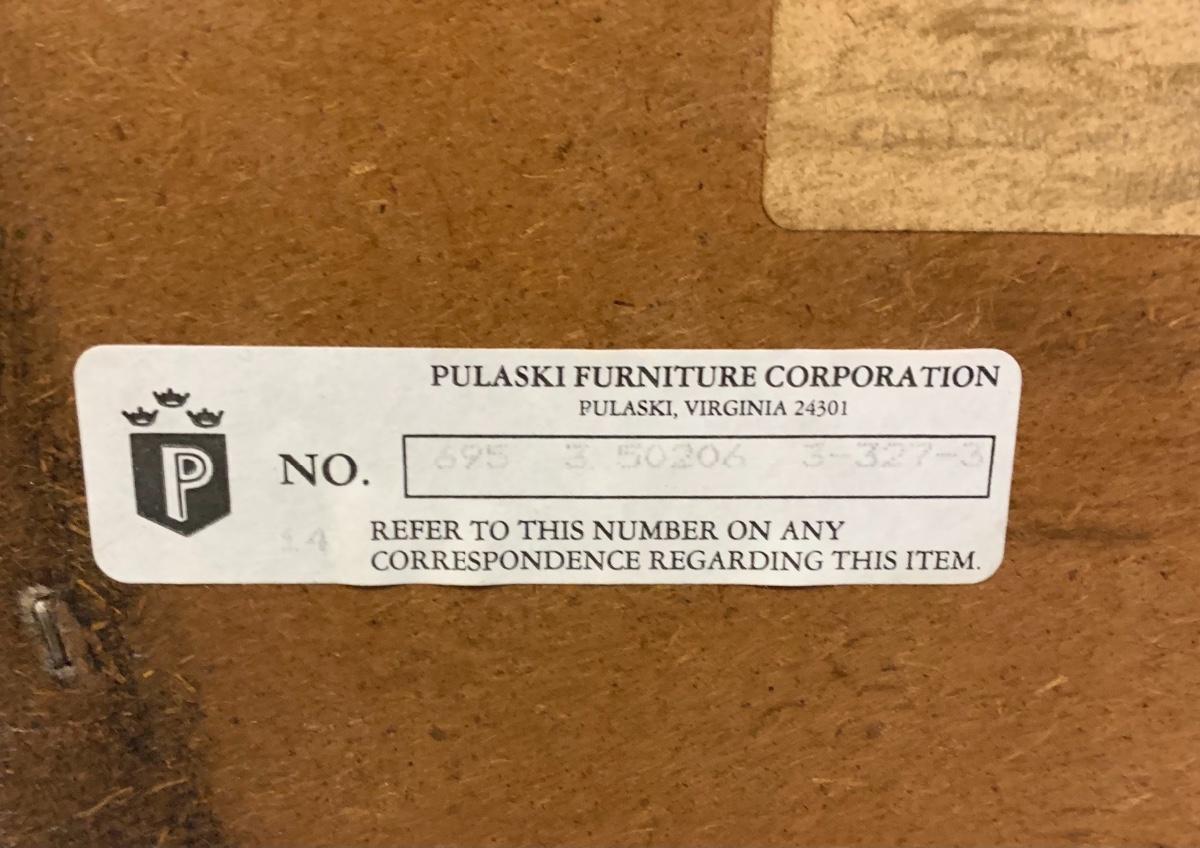 PULASKI FURNITURE CORPORATION
PULASKI, VIRGINIA 24301
P
NO. 695 3 50206 3-327-3
14 REFER TO THIS NUMBER ON ANY
CORRESPONDENCE REGARDING THIS ITEM.